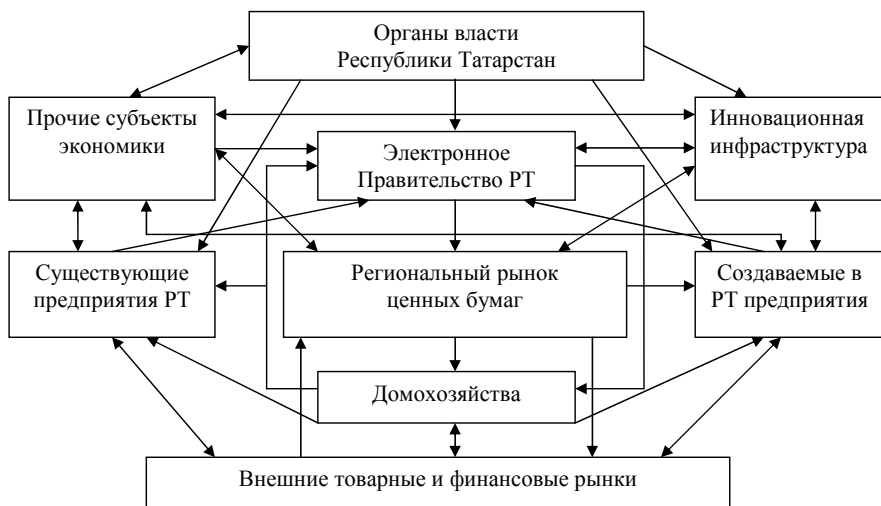 Органы власти
Республики Татарстан
Прочие субъекты
экономики
Электронное
Правительство РТ
Инновационная
инфраструктура
Существующие
предприятия РТ
Региональный рынок
ценных бумаг
Создаваемые в
РТ предприятия
Домохозяйства
Внешние товарные и финансовые рынки